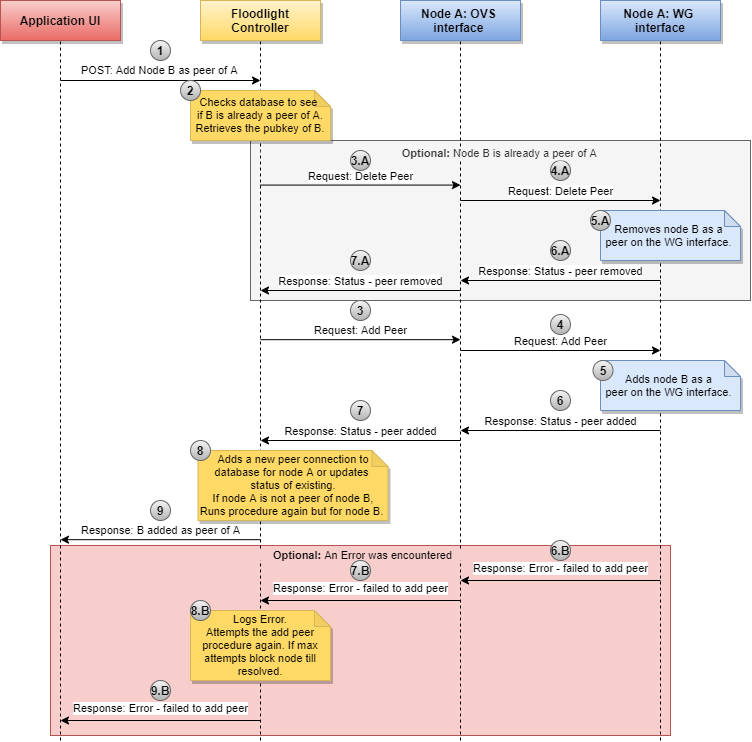 Application UI
Floodlight
Controller
Node A: OVS
interface
Node A: WG
interface
1
POST: Add Node B as peer of A
2
Checks database to see
if B is already a peer of A.
Retrieves the pubkey of B.
Optional: Node B is already a peer of A
3.A
Request: Delete Peer
4.A
Request: Delete Peer
5.A
Removes node B as a
peer on the WG interface.
6.A
Response: Status - peer removed
7.A
Response: Status - peer removed
3
Request: Add Peer
4
Request: Add Peer
5
Adds node B as a
peer on the WG interface.
6
Response: Status - peer added
7
Response: Status - peer added
8
Adds a new peer connection to
database for node A or updates
status of existing.
If node A is not a peer of node B,
Runs procedure again but for node B.
9
Response: B added as peer of A
Optional: An Error was encountered
6.B
Response: Error - failed to add peer
7.B
Response: Error - failed to add peer
8.B
Logs Error.
Attempts the add peer
procedure again. If max
attempts block node till
resolved.
9.B
Response: Error - failed to add peer